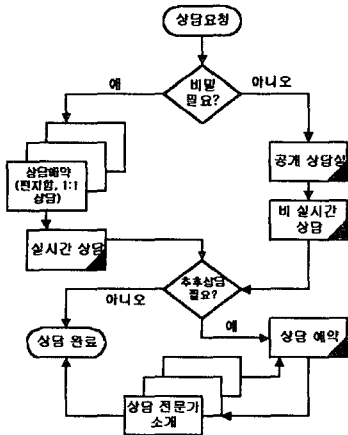 상담요청
비밀
필요?
예
아니오
상담예약
(편지함, 1:1
상담)
공개 상담실
실시간 상담
비 실시간
상담
추후상담
필요?
아니오
예
상담 완료
상담 예약
상담 전문가
소개